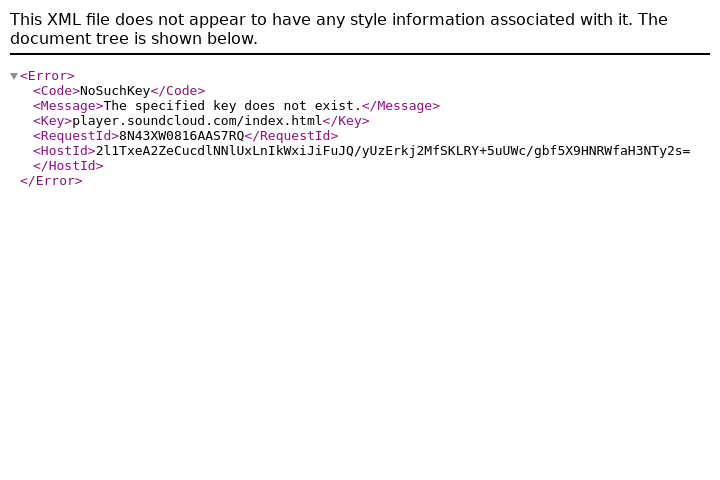 This XML file does not appear to have any style information associated with it. The
document tree is shown below.
<Error>
<Code>NoSuchKey</Code>
<Message>The specified key does not exist.</Message>
<Key>player.soundcloud.com/index.html</Key>
<RequestId>8N43XW0816AAS7RQ</RequestId>
<HostId>2l1TxeA2ZeCucdlNNlUxLnIkWxiJiFuJQ/yUzErkj2MfSKLRY+5uUWc/gbf5X9HNRWfaH3NTy2s=
</HostId>
</Error>